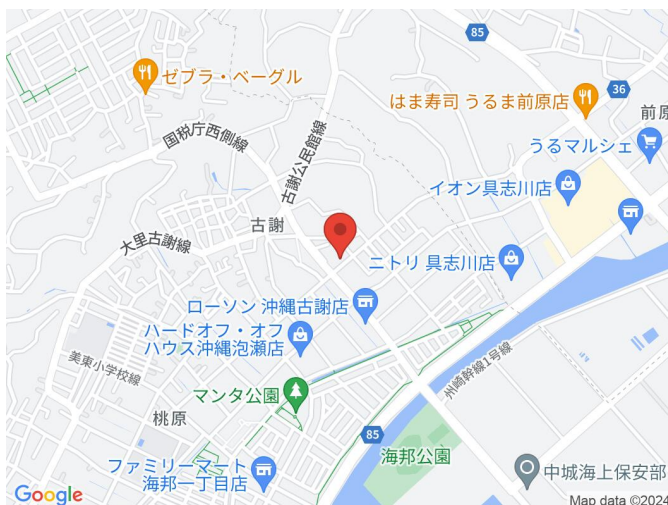 85
ゼブラ・ベーグル
36
はま寿司 うるま前原店
前原
国税庁西側線
うるマルシェ
古謝公民館線
イオン具志川店
古謝
大里古謝線
ニトリ 具志川店
ローソン 沖縄古謝店
ハードオフ・オフ
ハウス沖縄泡瀬店
美東小学校線
州崎幹線1号線
マンタ公園
桃原
85
海邦公園
ファミリーマート
海邦一丁目店
中城海上保安部
Google
Map data ©2024